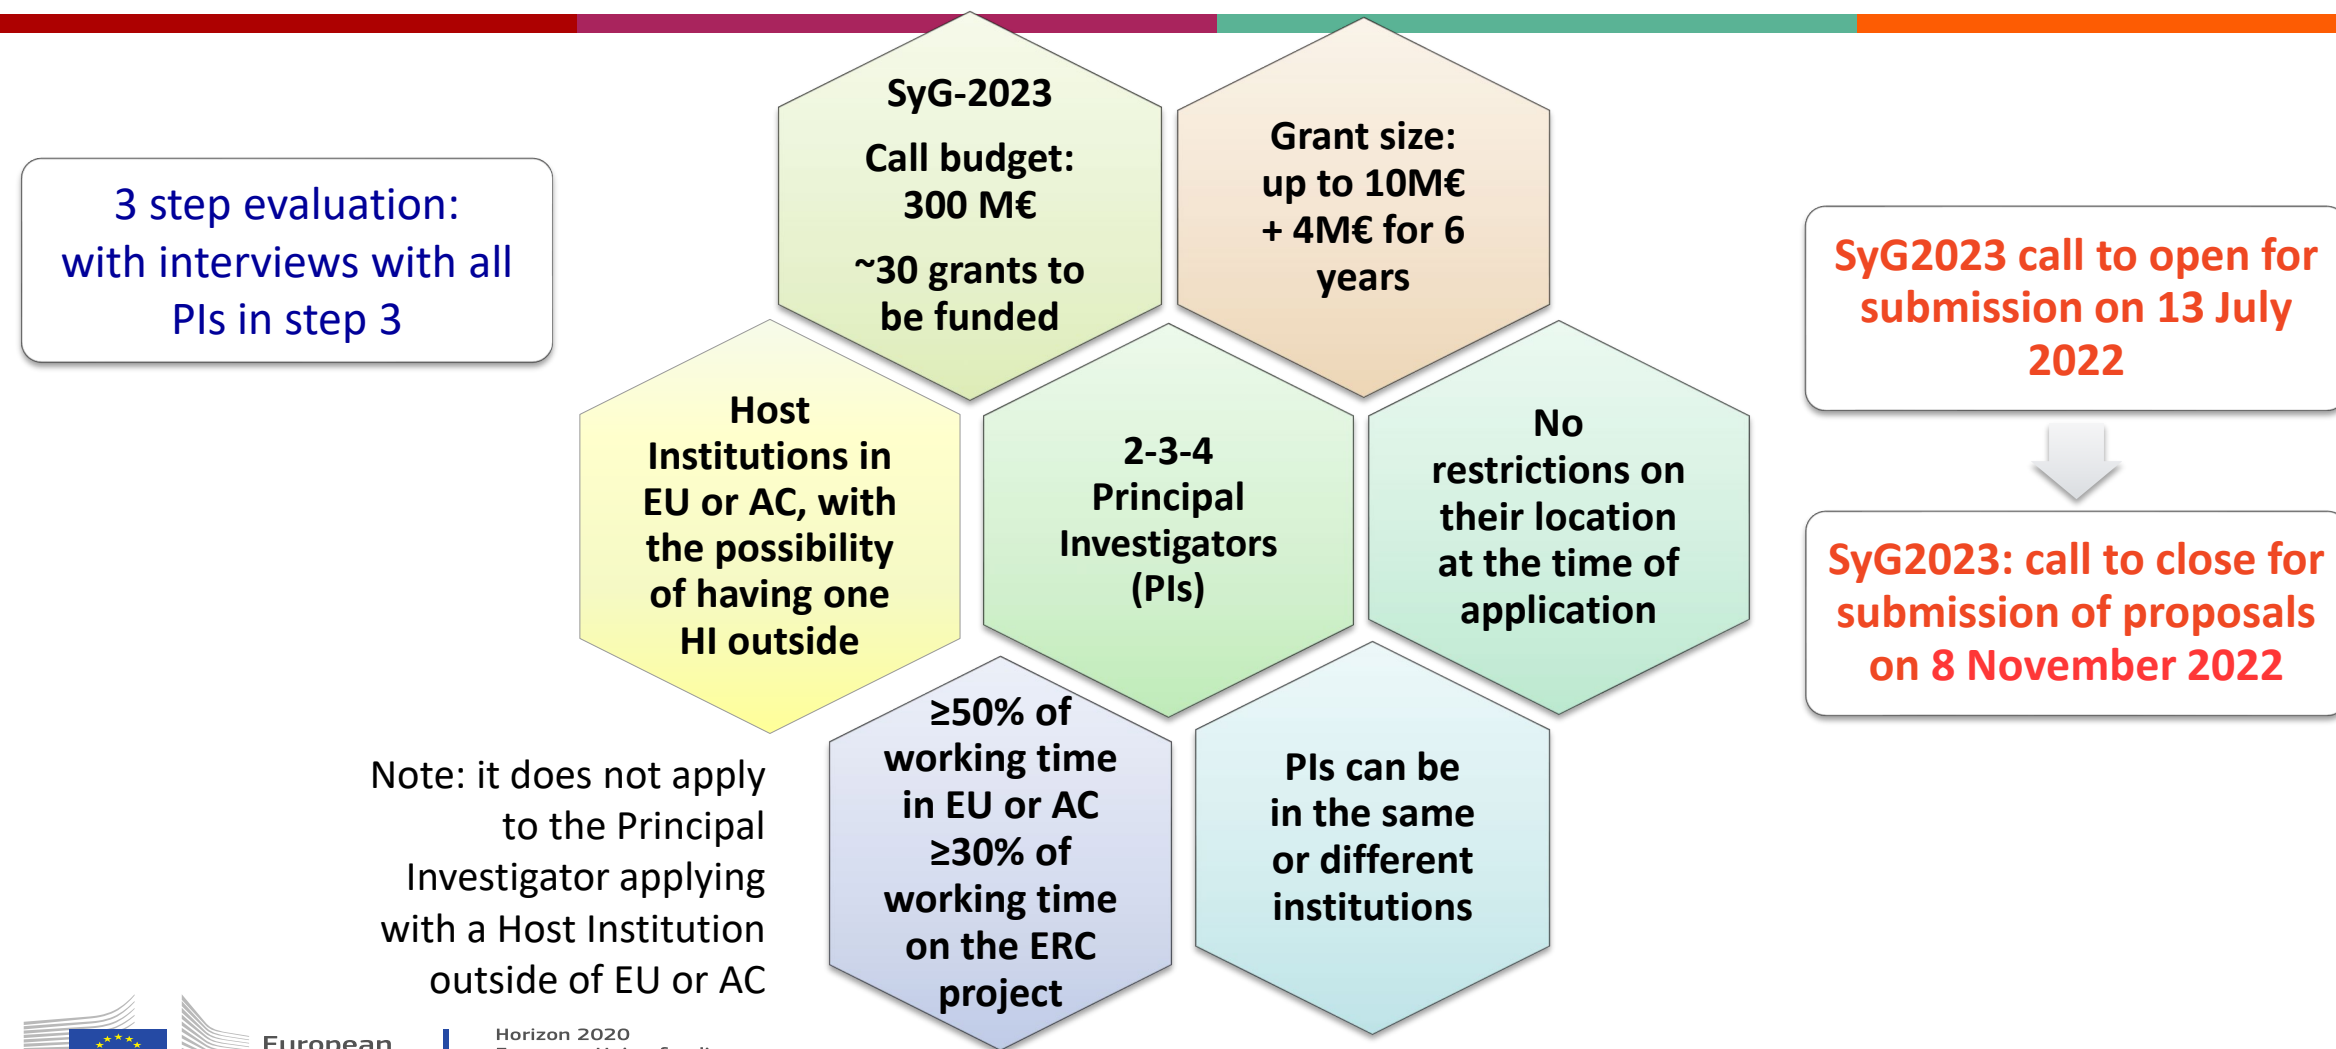 3 step evaluation:
with interviews with all
PIs in step 3
SyG-2023
Call budget:
300 M€
~30 grants to
be funded
Grant size:
up to 10M€
+ 4M€ for 6
years
Host
Institutions in
EU or AC, with
the possibility
of having one
HI outside
2-3-4
Principal
Investigators
(PIs)
No
restrictions on
their location
at the time of
application
≥50% of
working time
in EU or AC
≥30% of
working time
on the ERC
project
PIs can be
in the same
or different
institutions
Note: it does not apply
to the Principal
Investigator applying
with a Host Institution
outside of EU or AC
SyG2023 call to open for
submission on 13 July
2022
SyG2023: call to close for
submission of proposals
on 8 November 2022
European
Horizon 2020